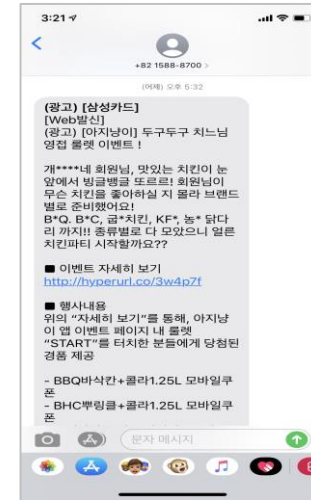 3:21
+82 1588-8700 >
(어제) 오후 5:32
(광고) [삼성카드]
[Web발신]
(광고) [아지냥이] 두구두구 치느님
영접 룰렛 이벤트 !
개****네 회원님, 맛있는 치킨이 눈
앞에서 빙글뱅글 또르르! 회원님이
무슨 치킨을 좋아하실 지 몰라 브랜드
별로 준비했어요!
B*Q. B*C, 굽*치킨, KF*, 농* 닭다
리 까지!! 종류별로 다 모았으니 얼른
치킨파티 시작할까요??
■ 이벤트 자세히 보기
http://hyperurl.co/3w4p7f
■ 행사내용
위의 “자세히 보기”를 통해, 아지냥
이 앱 이벤트 페이지 내 룰렛
“START”를 터치한 분들에게 당첨된
경품 제공
- BBQ바삭칸+콜라1.25L 모바일쿠
폰
- BHC뿌링클+콜라1.25L 모바일쿠
폰
문자 메시지